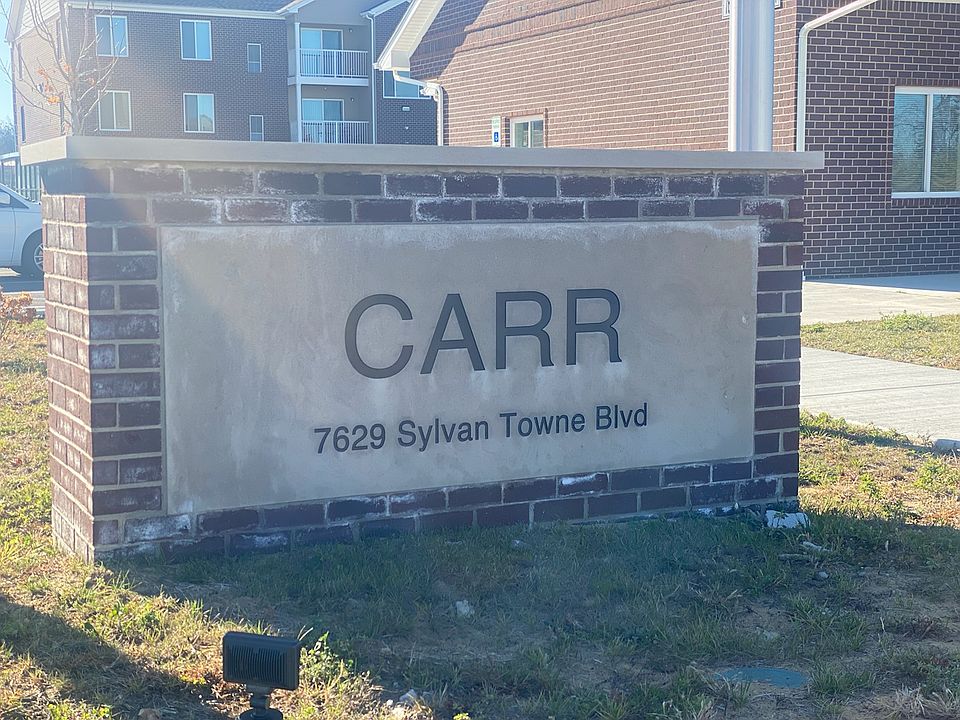 CARR
7629 Sylvan Towne Blvd